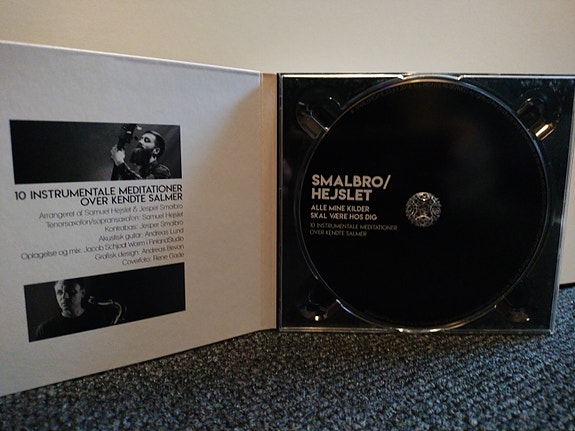 10 INSTRUMENTALE MEDITATIONER
OVER KENDTE SALMER
Arrangeret af Samuel Hejslet & Jesper Smalbro
Tenorsaxofon/sopransaxofon: Samuel Hejslet
Kontrabas: Jesper Smalbro
Akustisk guitar: Andreas Lund
Optagelse og mix: Jacob Schjødt Worm / FinlandStudio
Grafisk design: Andreas Bevan
Coverfoto: Rene Gade
SMALBRO/
HEJSLET
ALLE MINE KILDER
SKAL VÆRE HOS DIG
10 INSTRUMENTALE MEDITATIONER
OVER KENDTE SALMER